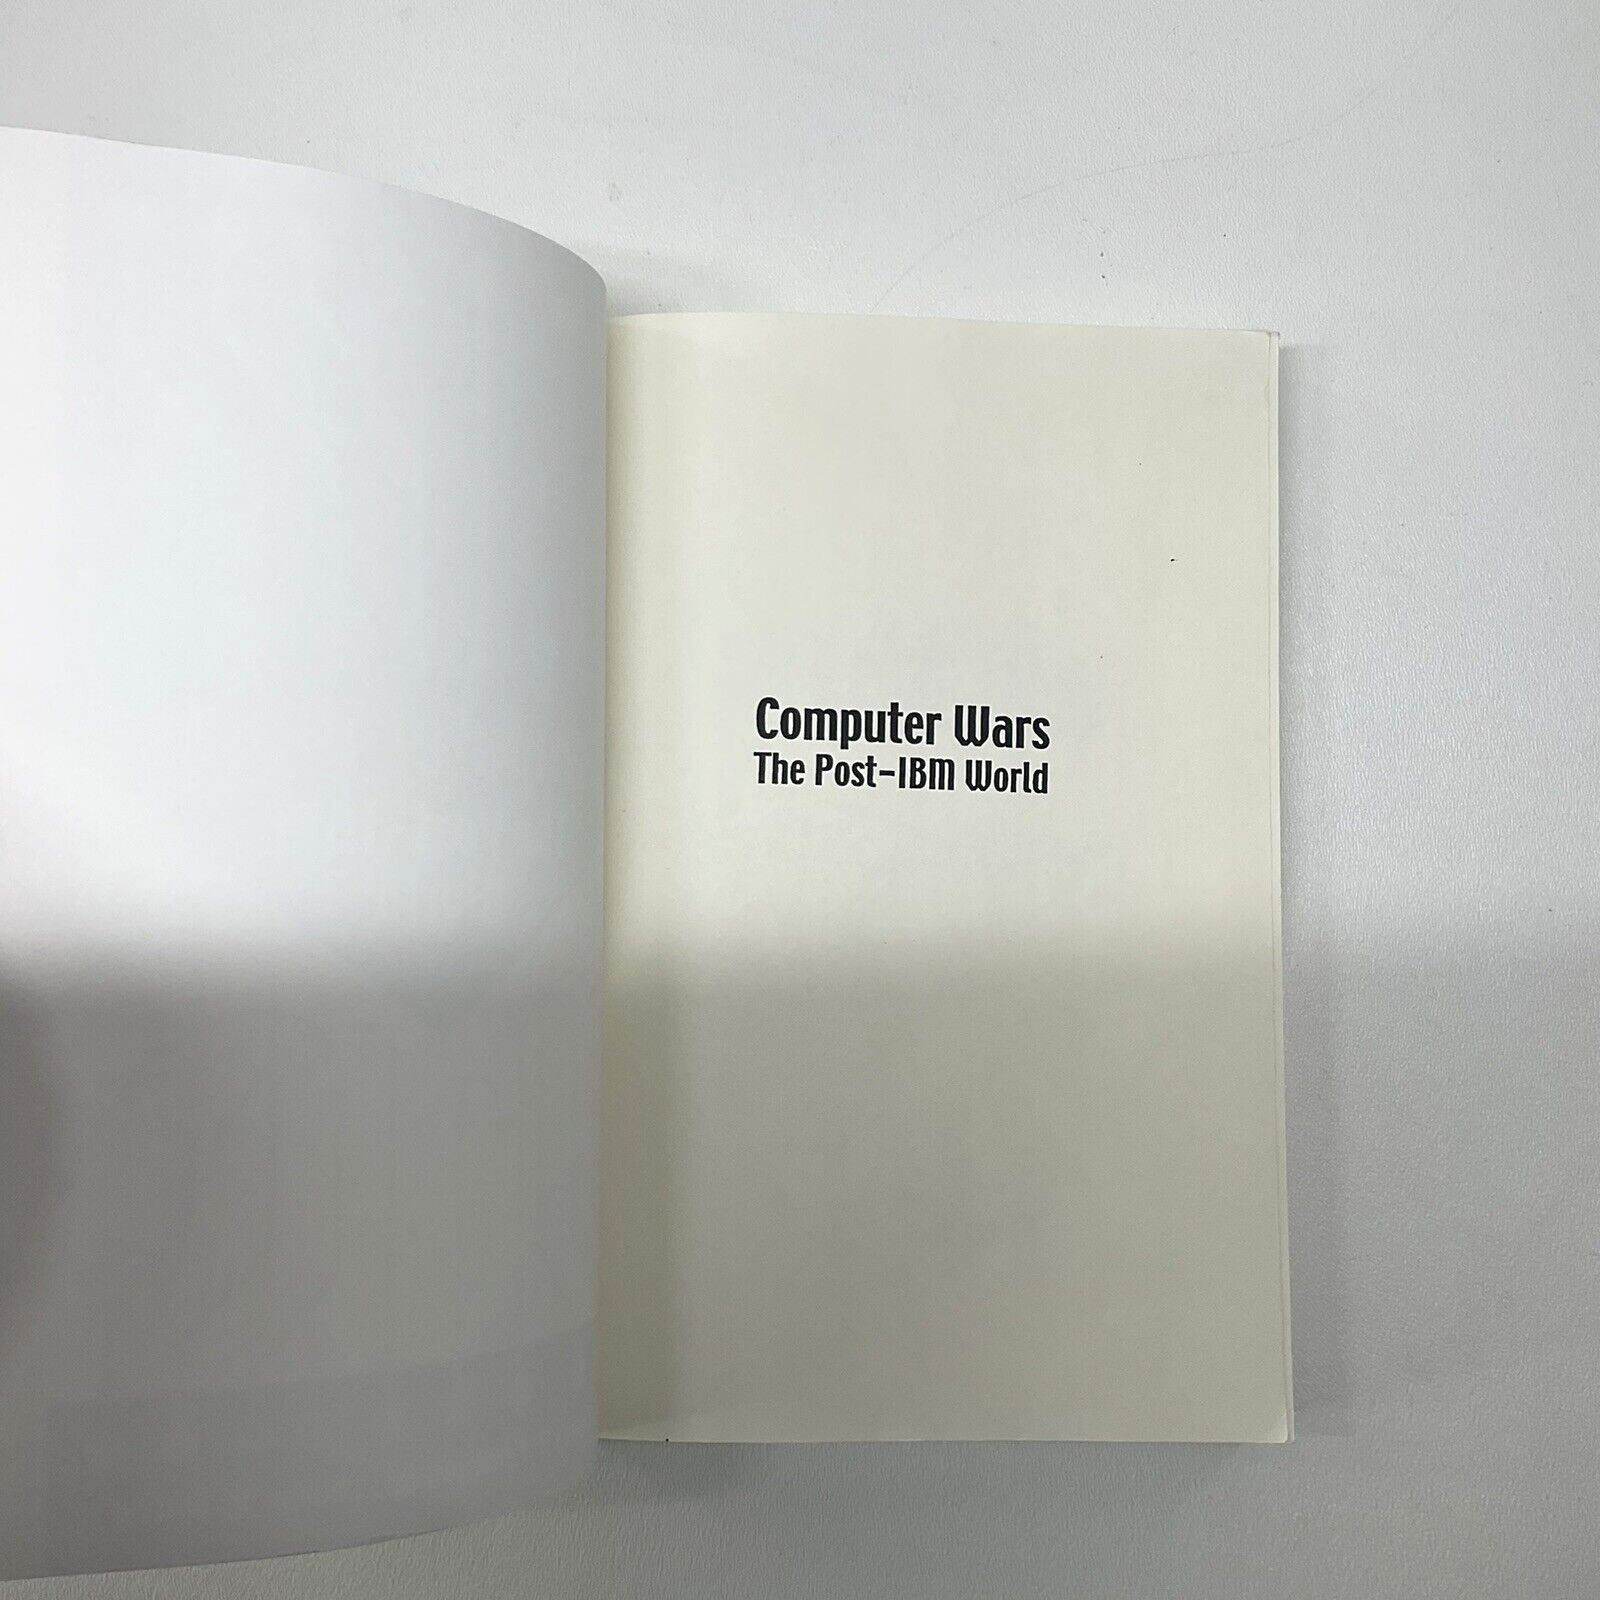 Computer Wars
The Post-IBM World